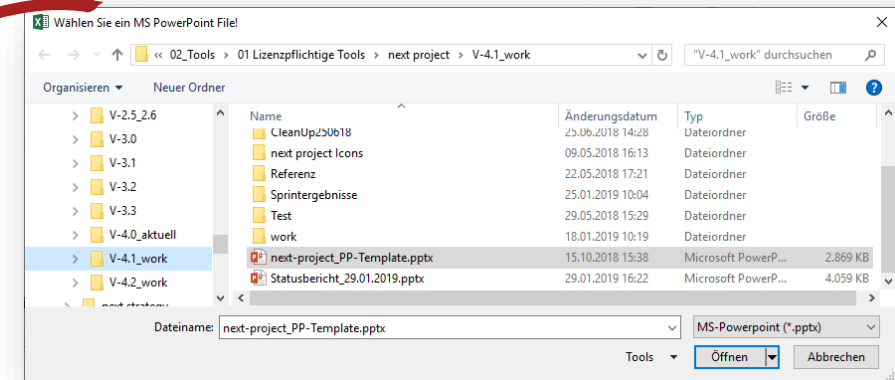 Wählen Sie ein MS PowerPoint File!
« 02_Tools › 01 Lizenzpflichtige Tools › next project › V-4.1_work
"V-4.1_work" durchsuchen
Organisieren Neuer Ordner
Name Änderungsdatum Typ Größe
V-2.5_2.6
V-3.0
V-3.1
V-3.2
V-3.3
V-4.0_aktuell
V-4.1_work
V-4.2_work
next strategy
CleanUp250618 25.06.2018 14:28 Dateiordner
next project Icons 09.05.2018 16:13 Dateiordner
Referenz 22.05.2018 17:21 Dateiordner
Sprintergebnisse 25.01.2019 10:04 Dateiordner
Test 29.05.2018 15:29 Dateiordner
work 18.01.2019 10:19 Dateiordner
next-project_PP-Template.pptx 15.10.2018 15:38 Microsoft PowerP... 2.869 KB
Statusbericht_29.01.2019.pptx 29.01.2019 16:22 Microsoft PowerP... 4.059 KB
Dateiname: next-project_PP-Template.pptx MS-Powerpoint (*.pptx)
Tools Öffnen Abbrechen